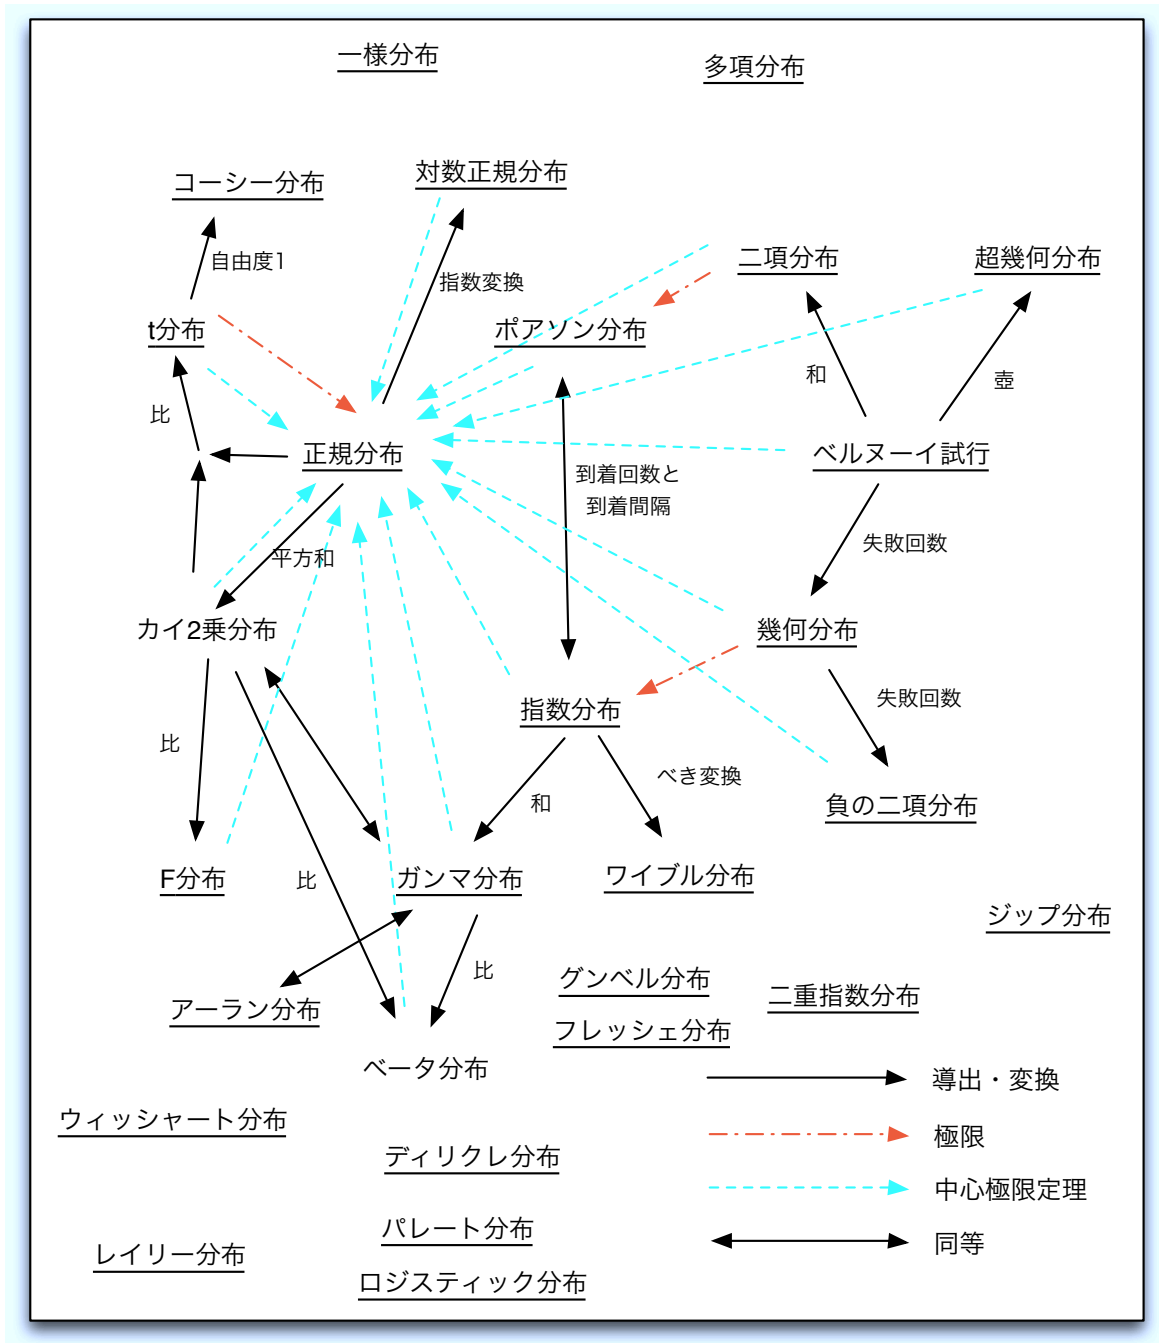 一様分布
多項分布
コーシー分布
対数正規分布
自由度1
指数変換
二項分布
超幾何分布
t分布
ポアソン分布
和
壺
比
正規分布
到着回数と
到着間隔
ベルヌーイ試行
平方和
失敗回数
カイ2乗分布
幾何分布
失敗回数
指数分布
比
和
べき変換
負の二項分布
F分布
比
ガンマ分布
ワイブル分布
ジップ分布
比
アーラン分布
グンベル分布
二重指数分布
フレッシェ分布
ベータ分布
導出・変換
ウィッシャート分布
極限
ディリクレ分布
中心極限定理
パレート分布
同等
レイリー分布
ロジスティック分布